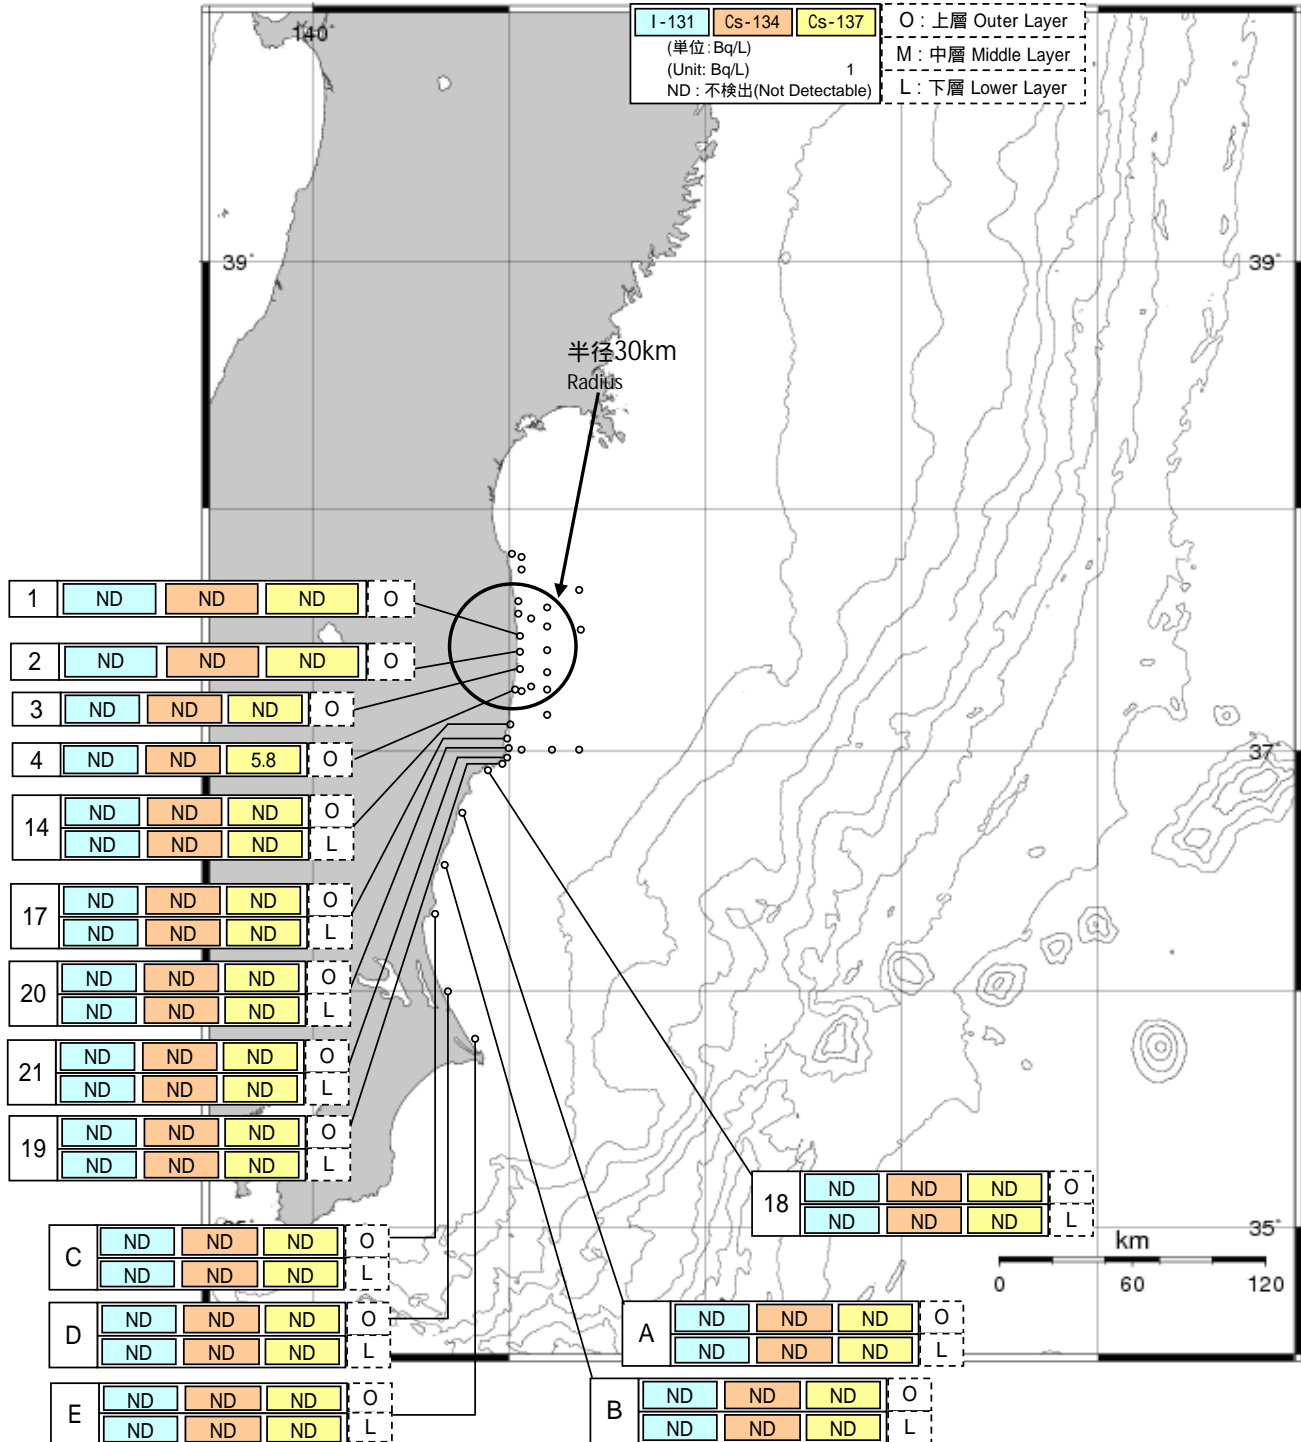 I-131 Cs-134 Cs-137
(単位: Bq/L)
(Unit: Bq/L) 1
ND : 不検出(Not Detectable)
O : 上層 Outer Layer
M : 中層 Middle Layer
L : 下層 Lower Layer
140°
39° 39°
半径30km
Radius
1 ND ND ND O
2 ND ND ND O
3 ND ND ND O
4 ND ND 5.8 O
37°
14 ND ND ND O
ND ND ND L
17 ND ND ND O
ND ND ND L
20 ND ND ND O
ND ND ND L
21 ND ND ND O
ND ND ND L
19 ND ND ND O
ND ND ND L
18 ND ND ND O
ND ND ND L
35°
km
0 60 120
C ND ND ND O
ND ND ND L
D ND ND ND O
ND ND ND L
E ND ND ND O
ND ND ND L
A ND ND ND O
ND ND ND L
B ND ND ND O
ND ND ND L